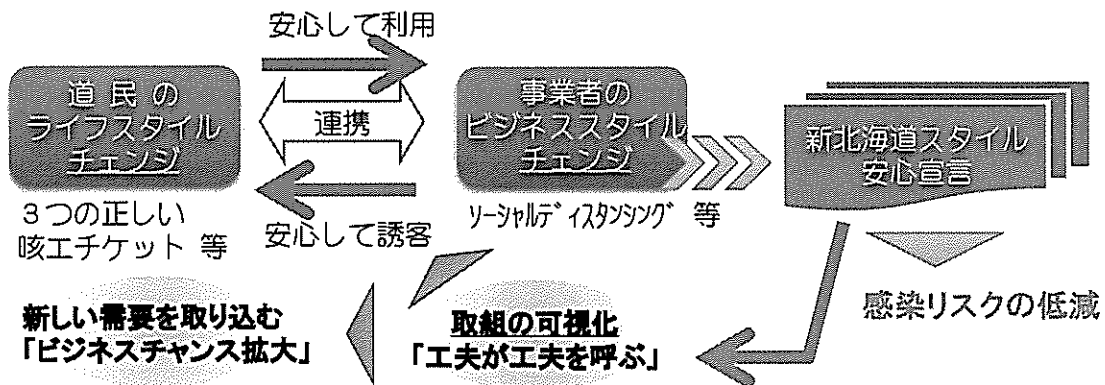 安心して利用
道 民 の
ライフスタイル
チェンジ
連携
事業者の
ビジネススタイル
チェンジ
新北海道スタイル
安心宣言
3つの正しい
咳エチケット 等
安心して誘客
ソーシャルディスタンシング 等
感染リスクの低減
新しい需要を取り込む
「ビジネスチャンス拡大」
取組の可視化
「工夫が工夫を呼ぶ」